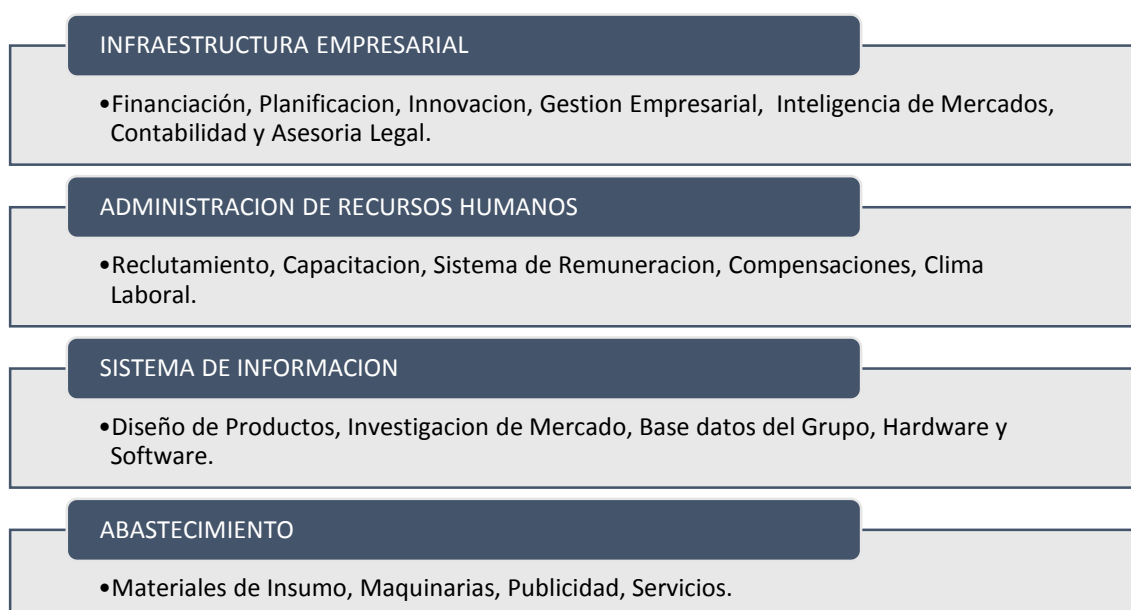 INFRAESTRUCTURA EMPRESARIAL
•Financiación, Planificacion, Innovacion, Gestion Empresarial, Inteligencia de Mercados,
Contabilidad y Asesoria Legal.
ADMINISTRACION DE RECURSOS HUMANOS
•Reclutamiento, Capacitacion, Sistema de Remuneracion, Compensaciones, Clima
Laboral.
SISTEMA DE INFORMACION
•Diseño de Productos, Investigacion de Mercado, Base datos del Grupo, Hardware y
Software.
ABASTECIMIENTO
•Materiales de Insumo, Maquinarias, Publicidad, Servicios.